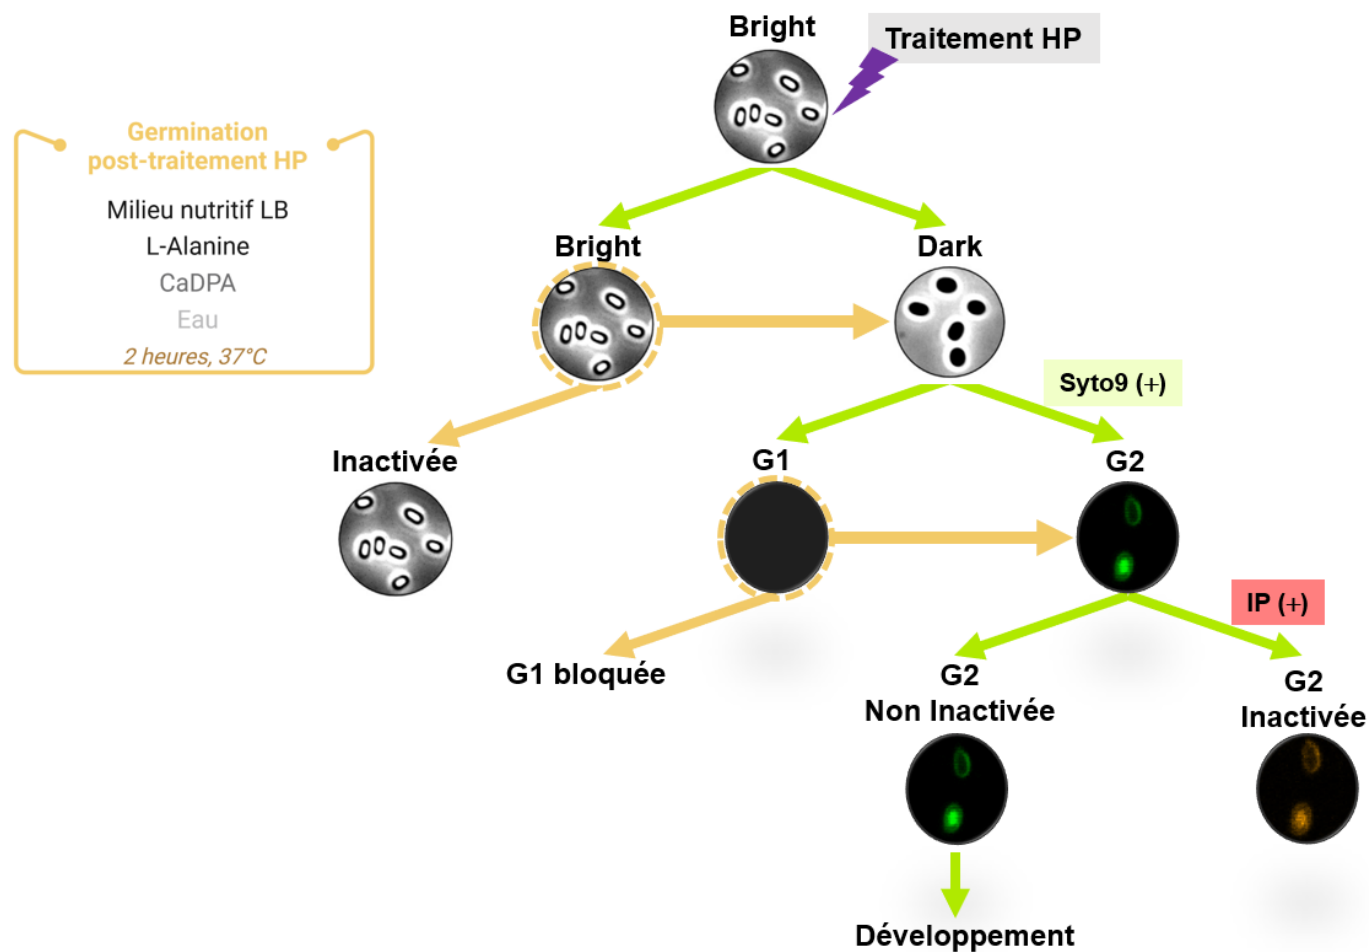 Bright
Traitement HP
Germination
post-traitement HP
Milieu nutritif LB
L-Alanine
CaDPA
Eau
2 heures, 37°C
Bright
Dark
Syto9 (+)
Inactivée
G1
G2
IP (+)
G1 bloquée
G2
Non Inactivée
G2
Inactivée
Développement